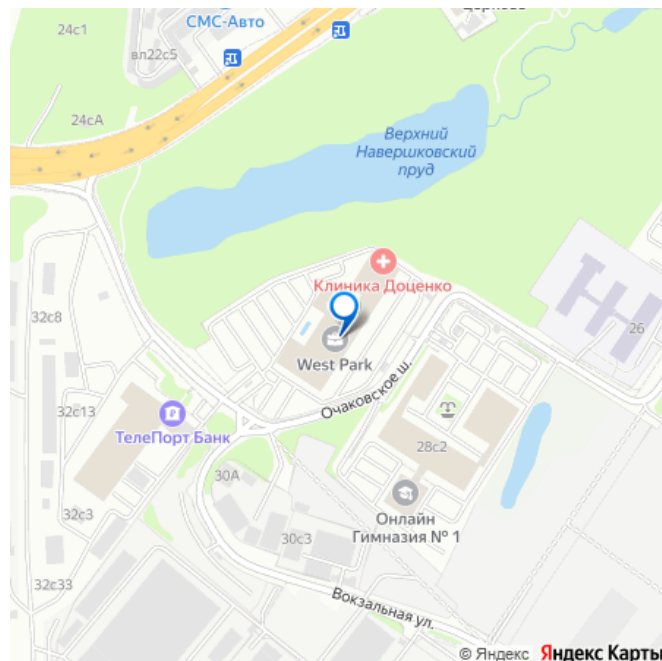 24с1
СМС-Авто
вл22с5
24сА
Верхний
Навершковский
пруд
Клиника Доценко
32с8
26
West Park
Очаковское ш.
32с13
ТелеПорт Банк
28с2
30А
32с3
Онлайн
Гимназия № 1
30с3
32с33
Вокзальная ул.
© Яндекс Яндекс Карты